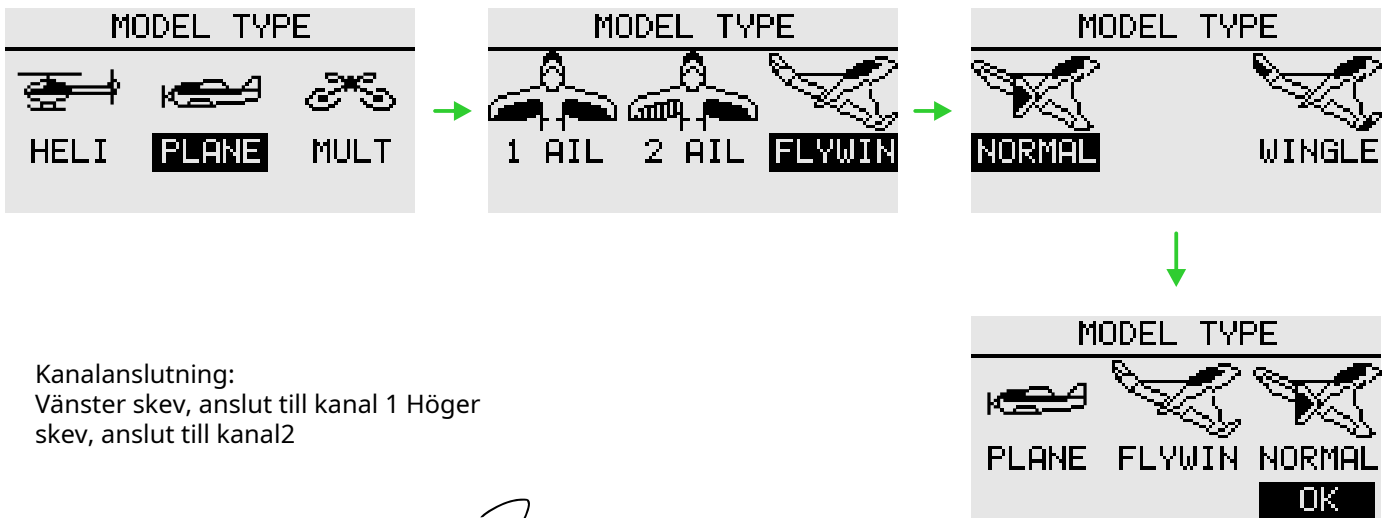 MODEL TYPE
HELI PLANE MULT
MODEL TYPE
1 AIL 2 AIL FLYWIN
MODEL TYPE
NORMAL WINGLE
Kanalanslutning:
Vänster skev, anslut till kanal 1 Höger
skev, anslut till kanal2
MODEL TYPE
PLANE FLYWIN NORMAL
OK